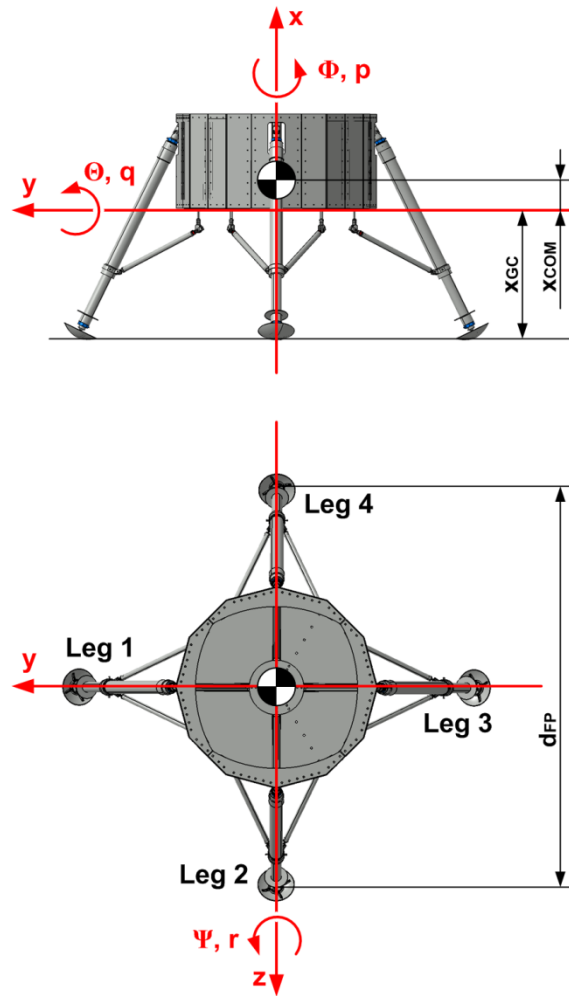 x
Φ, p
Θ, q
y
xGC
xCOM
Leg 4
Leg 1
y
Leg 3
dFP
Leg 2
Ψ, r
z